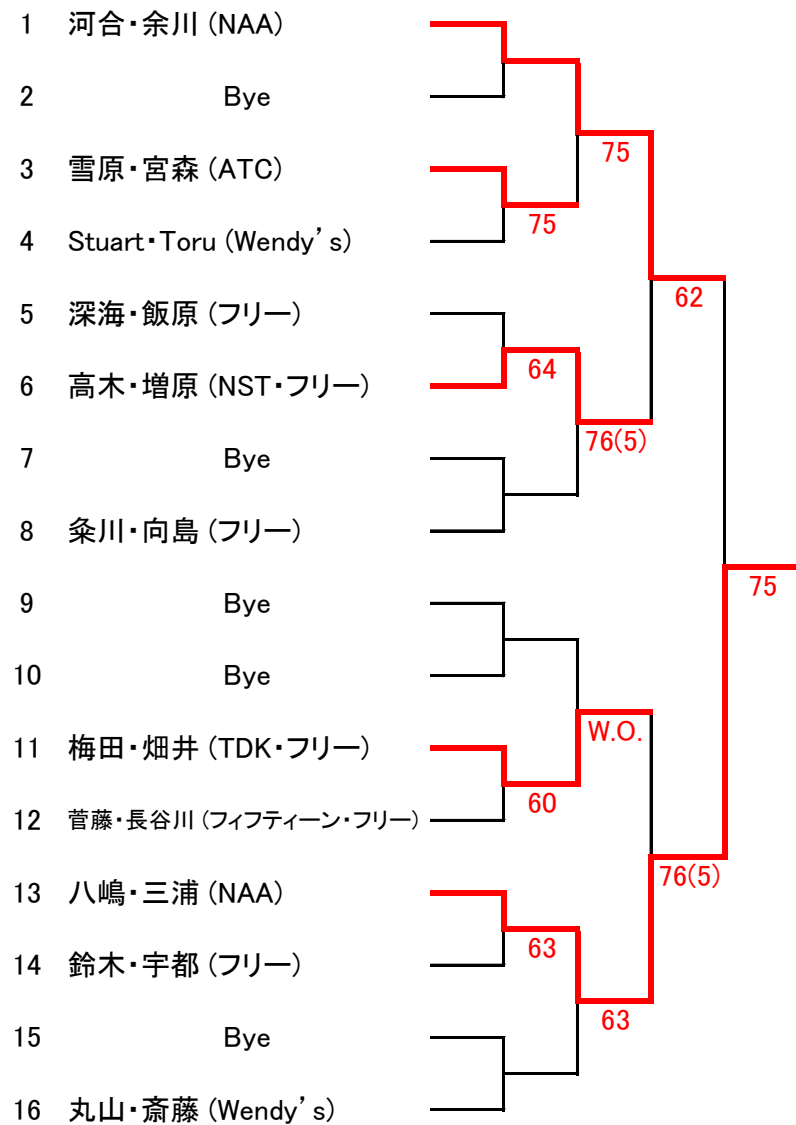 1 河合・余川 (NAA)
2 Bye
75
3 雪原・宮森 (ATC)
75
4 Stuart・Toru (Wendy’s)
62
5 深海・飯原 (フリー)
64
6 高木・増原 (NST・フリー)
76(5)
7 Bye
8 粂川・向島 (フリー)
75
9 Bye
10 Bye
W.O.
11 梅田・畑井 (TDK・フリー)
60
12 菅藤・長谷川 (フィフティーン・フリー)
76(5)
13 八嶋・三浦 (NAA)
63
14 鈴木・宇都 (フリー)
63
15 Bye
16 丸山・斎藤 (Wendy’s)